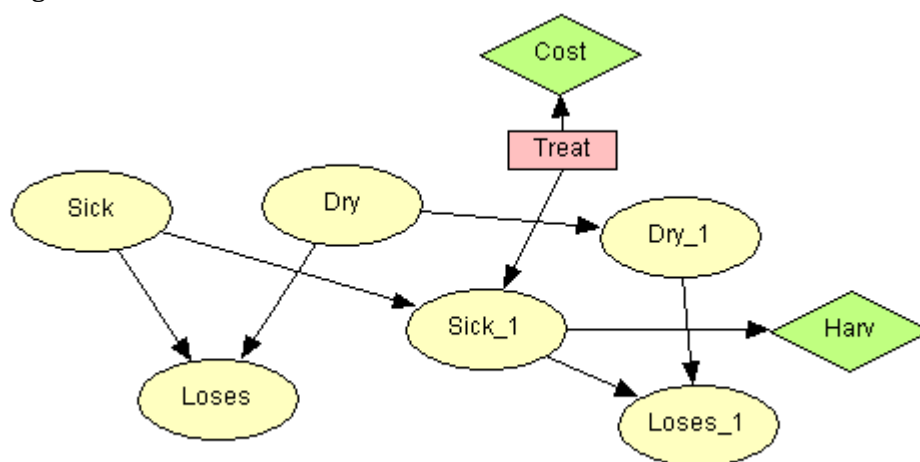 Cost
Treat
Sick
Dry
Dry_1
Sick_1
Harv
Loses
Loses_1